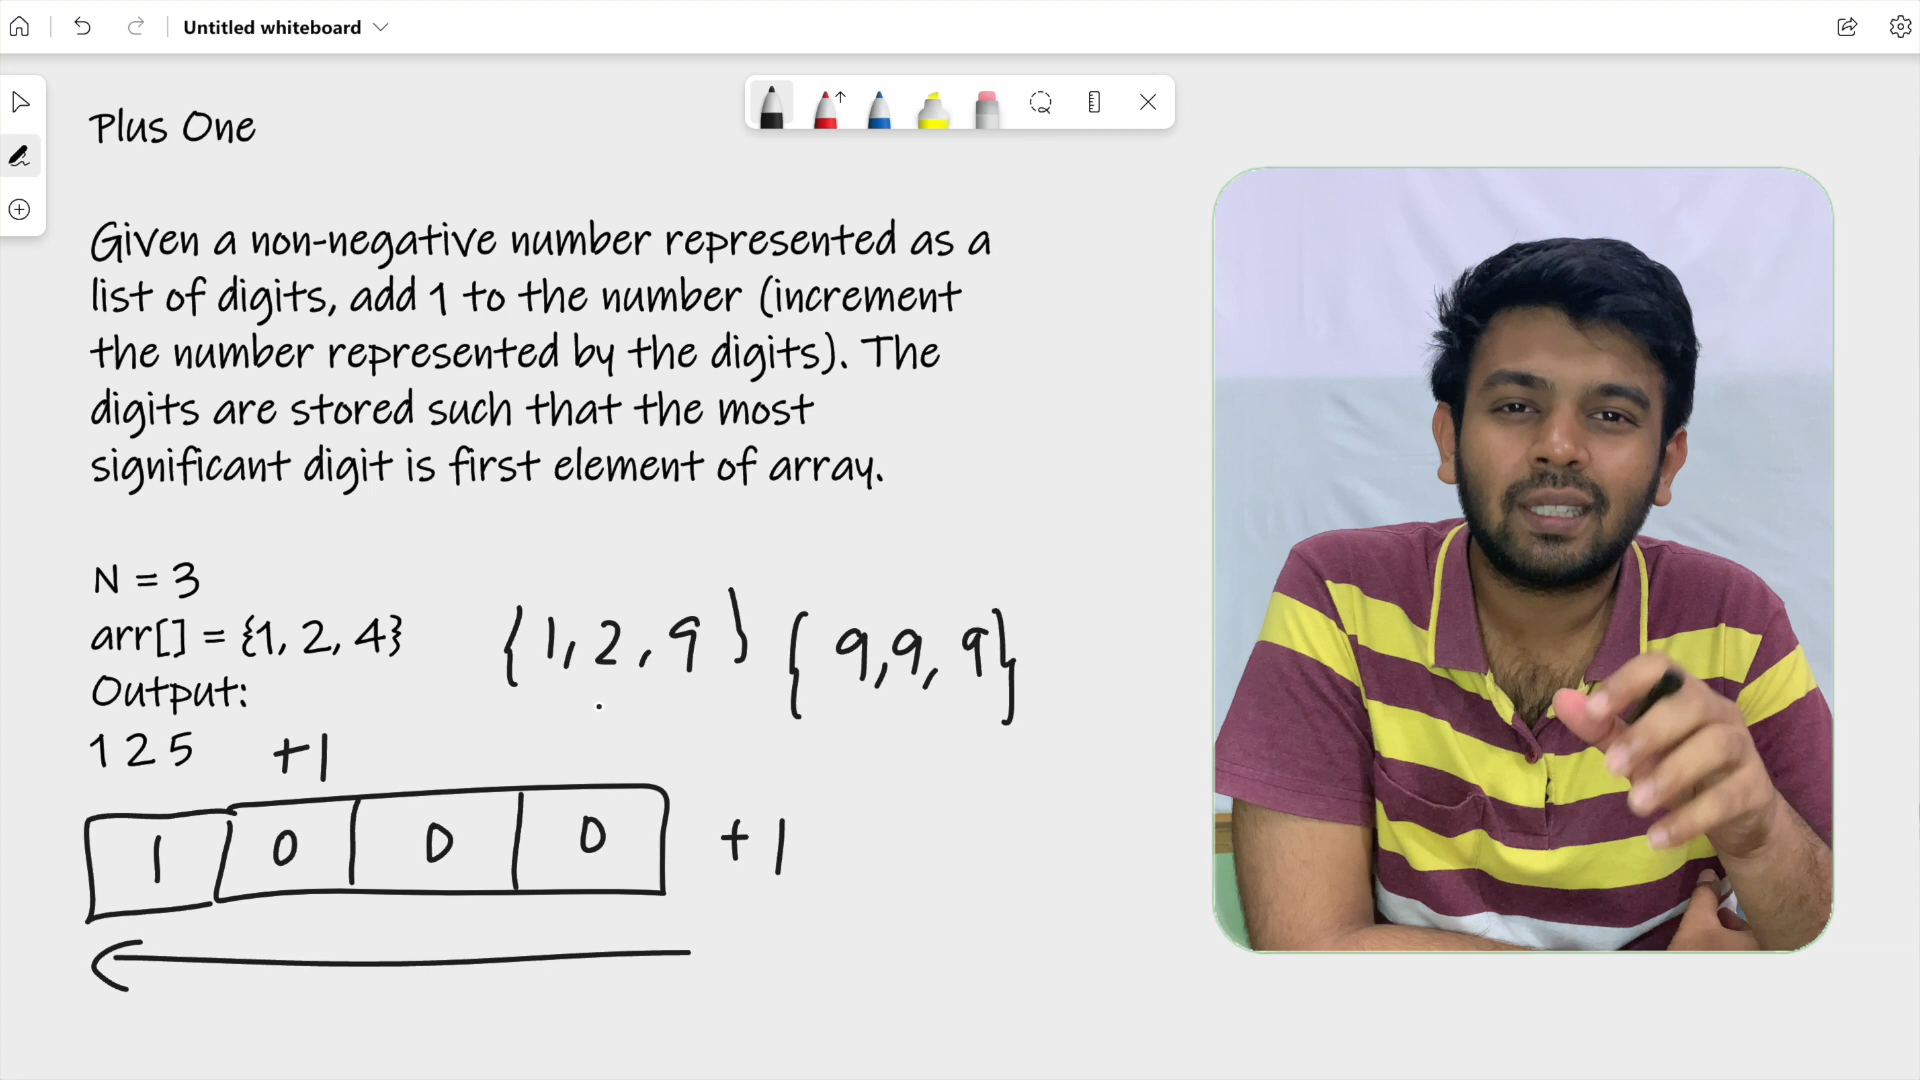 Untitled whiteboard
Plus One
Given a non-negative number represented as a
list of digits, add 1 to the number (increment
the number represented by the digits). The
digits are stored such that the most
significant digit is first element of array.
N = 3
arr[] = {1, 2, 4}
{1, 2, 9} {9, 9, 9}
Output:
1 2 5 +1
1 0 0 0 +1